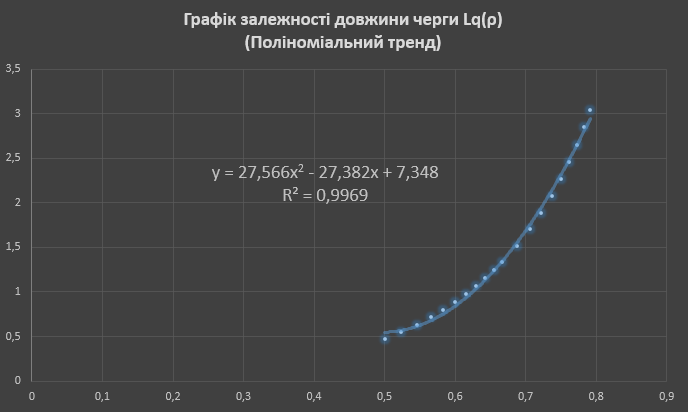 Графік залежності довжини черги Lq(ρ)
(Поліноміальний тренд)
3,5
3
2,5
2
1,5
1
0,5
0
y = 27,566x² - 27,382x + 7,348
R² = 0,9969
0 0,1 0,2 0,3 0,4 0,5 0,6 0,7 0,8 0,9